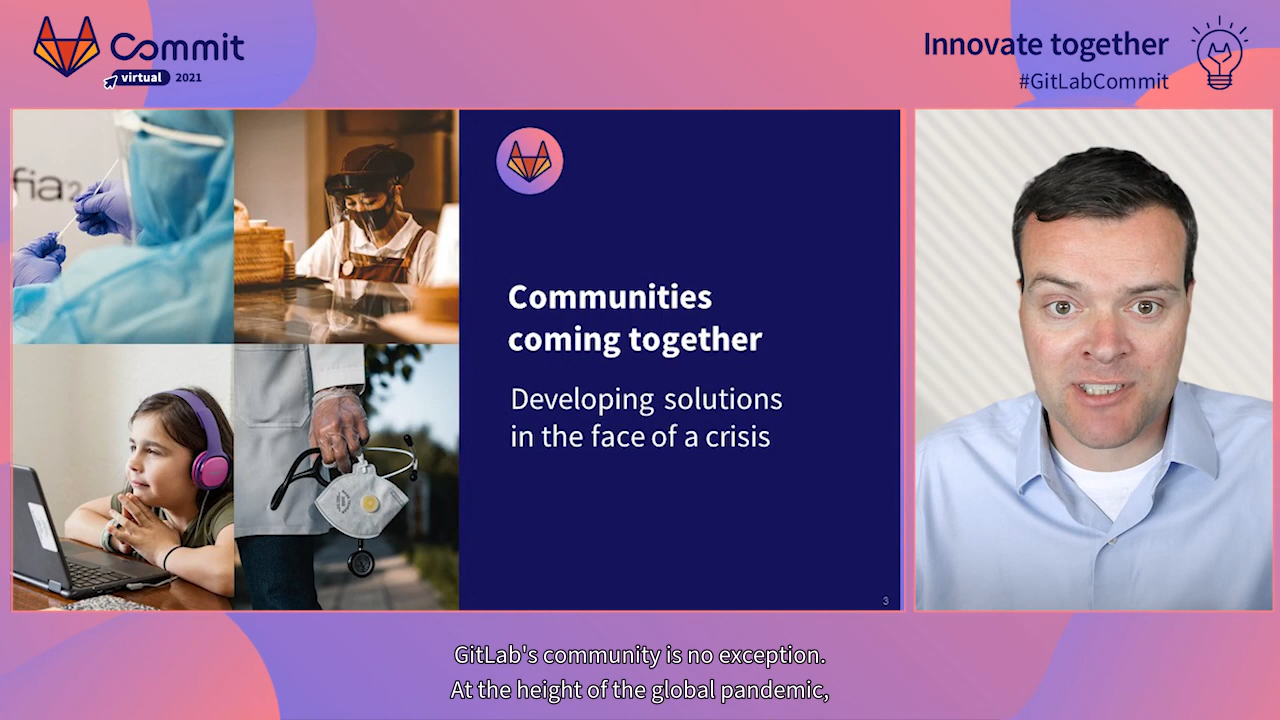 Commit
virtual 2021
Innovate together
#GitLabCommit
fia
Communities
coming together
Developing solutions
in the face of a crisis
3
GitLab's community is no exception.
At the height of the global pandemic,